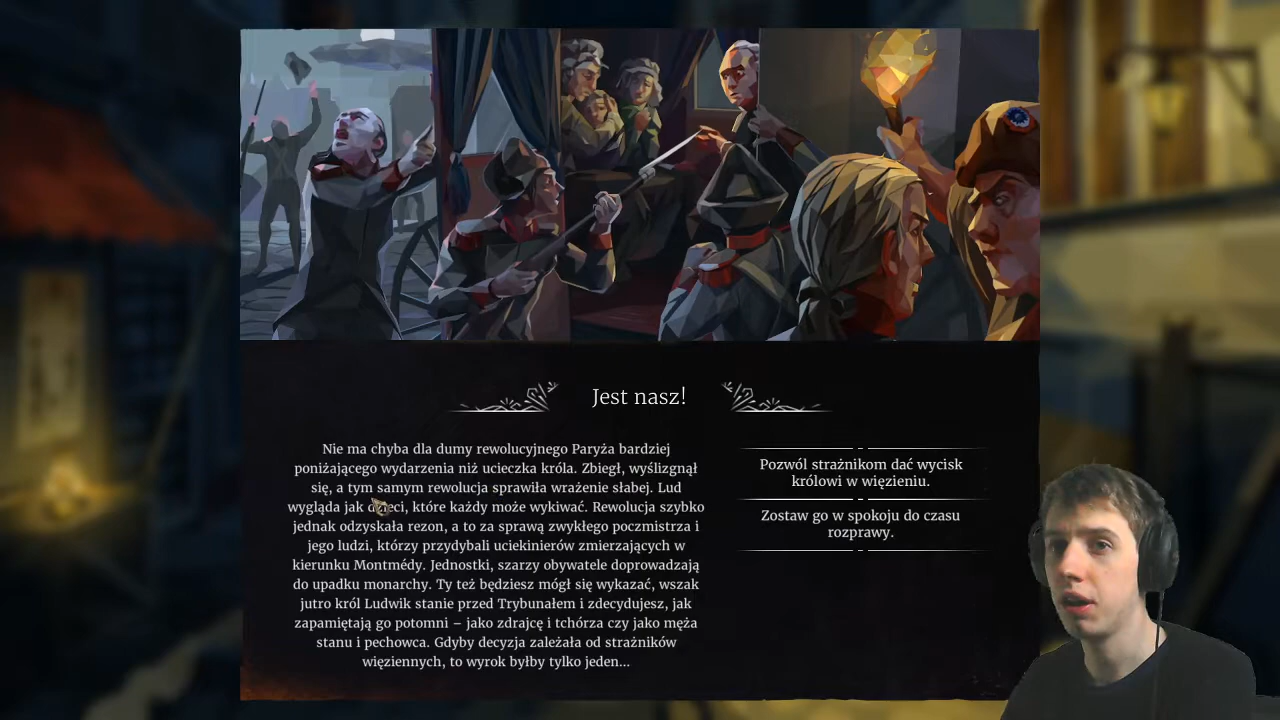 Jest nasz!
Nie ma chyba dla dumy rewolucyjnego Paryża bardziej
poniżającego wydarzenia niż ucieczka króla. Zbiegł, wyślizgnął
się, a tym samym rewolucja sprawiła wrażenie słabej. Lud
wygląda jak dzieci, które każdy może wykiwać. Rewolucja szybko
jednak odzyskała rezon, a to za sprawą zwykłego poczmistrza i
jego ludzi, którzy przydybali uciekinierów zmierzających w
kierunku Montmédy. Jednostki, szarzy obywatele doprowadzają
do upadku monarchy. Ty też będziesz mógł się wykazać, wszak
jutro król Ludwik stanie przed Trybunałem i zdecydujesz, jak
zapamiętają go potomni – jako zdrajcę i tchórza czy jako męża
stanu i pechowca. Gdyby decyzja zależała od strażników
więziennych, to wyrok byłby tylko jeden...
Pozwól strażnikom dać wycisk
królowi w więzieniu.
Zostaw go w spokoju do czasu
rozprawy.